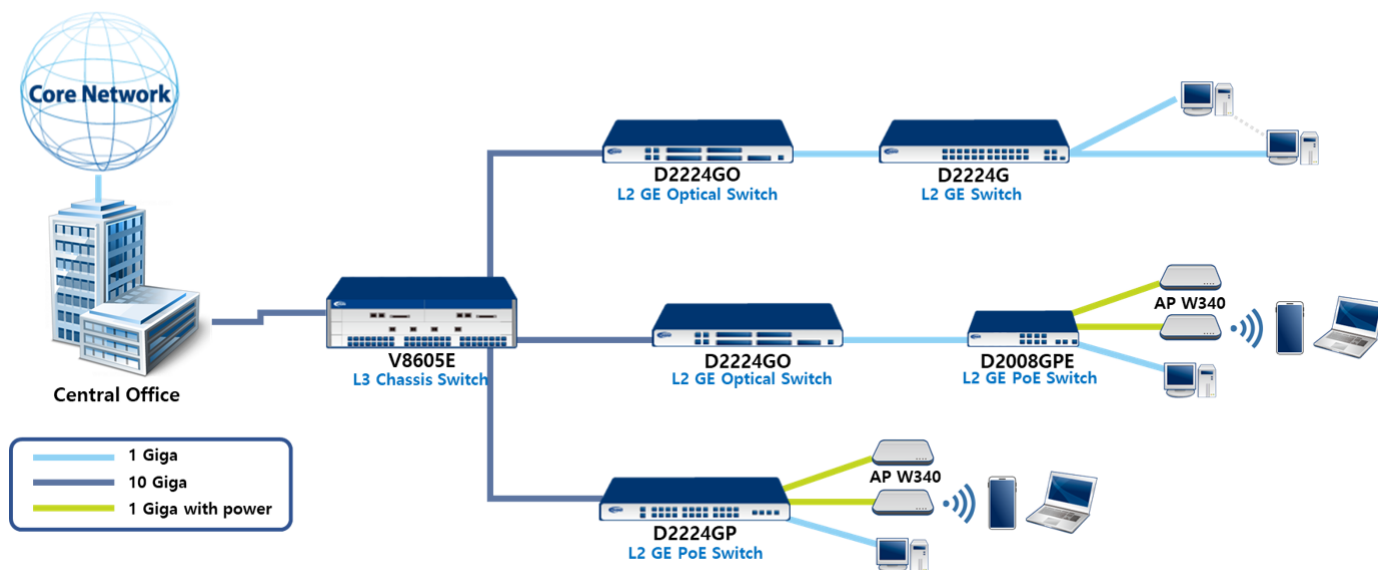 Core Network
Central Office
V8605E
L3 Chassis Switch
D2224GO
L2 GE Optical Switch
D2224G
L2 GE Switch
D2224GO
L2 GE Optical Switch
D2008GPE
L2 GE PoE Switch
AP W340
D2224GP
L2 GE PoE Switch
AP W340
1 Giga
10 Giga
1 Giga with power